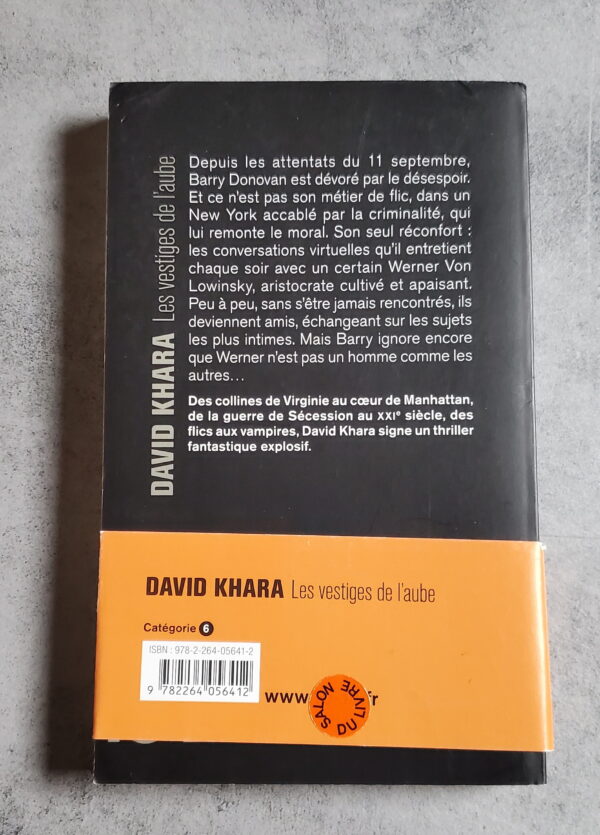 DAVID KHARA Les vestiges de l'aube
Depuis les attentats du 11 septembre,
Barry Donovan est dévoré par le désespoir.
Et ce n'est pas son métier de flic, dans un
New York accablé par la criminalité, qui
lui remonte le moral. Son seul réconfort :
les conversations virtuelles qu'il entretient
chaque soir avec un certain Werner Von
Lowinsky, aristocrate cultivé et apaisant.
Peu à peu, sans s'être jamais rencontrés, ils
deviennent amis, échangeant sur les sujets
les plus intimes. Mais Barry ignore encore
que Werner n'est pas un homme comme les
autres…
Des collines de Virginie au cœur de Manhattan,
de la guerre de Sécession au XXIe siècle, des
flics aux vampires, David Khara signe un thriller
fantastique explosif.
DAVID KHARA Les vestiges de l'aube
Catégorie 6
ISBN : 978-2-264-05641-2
9 782264 056412
www
SALON
DU LIVRE